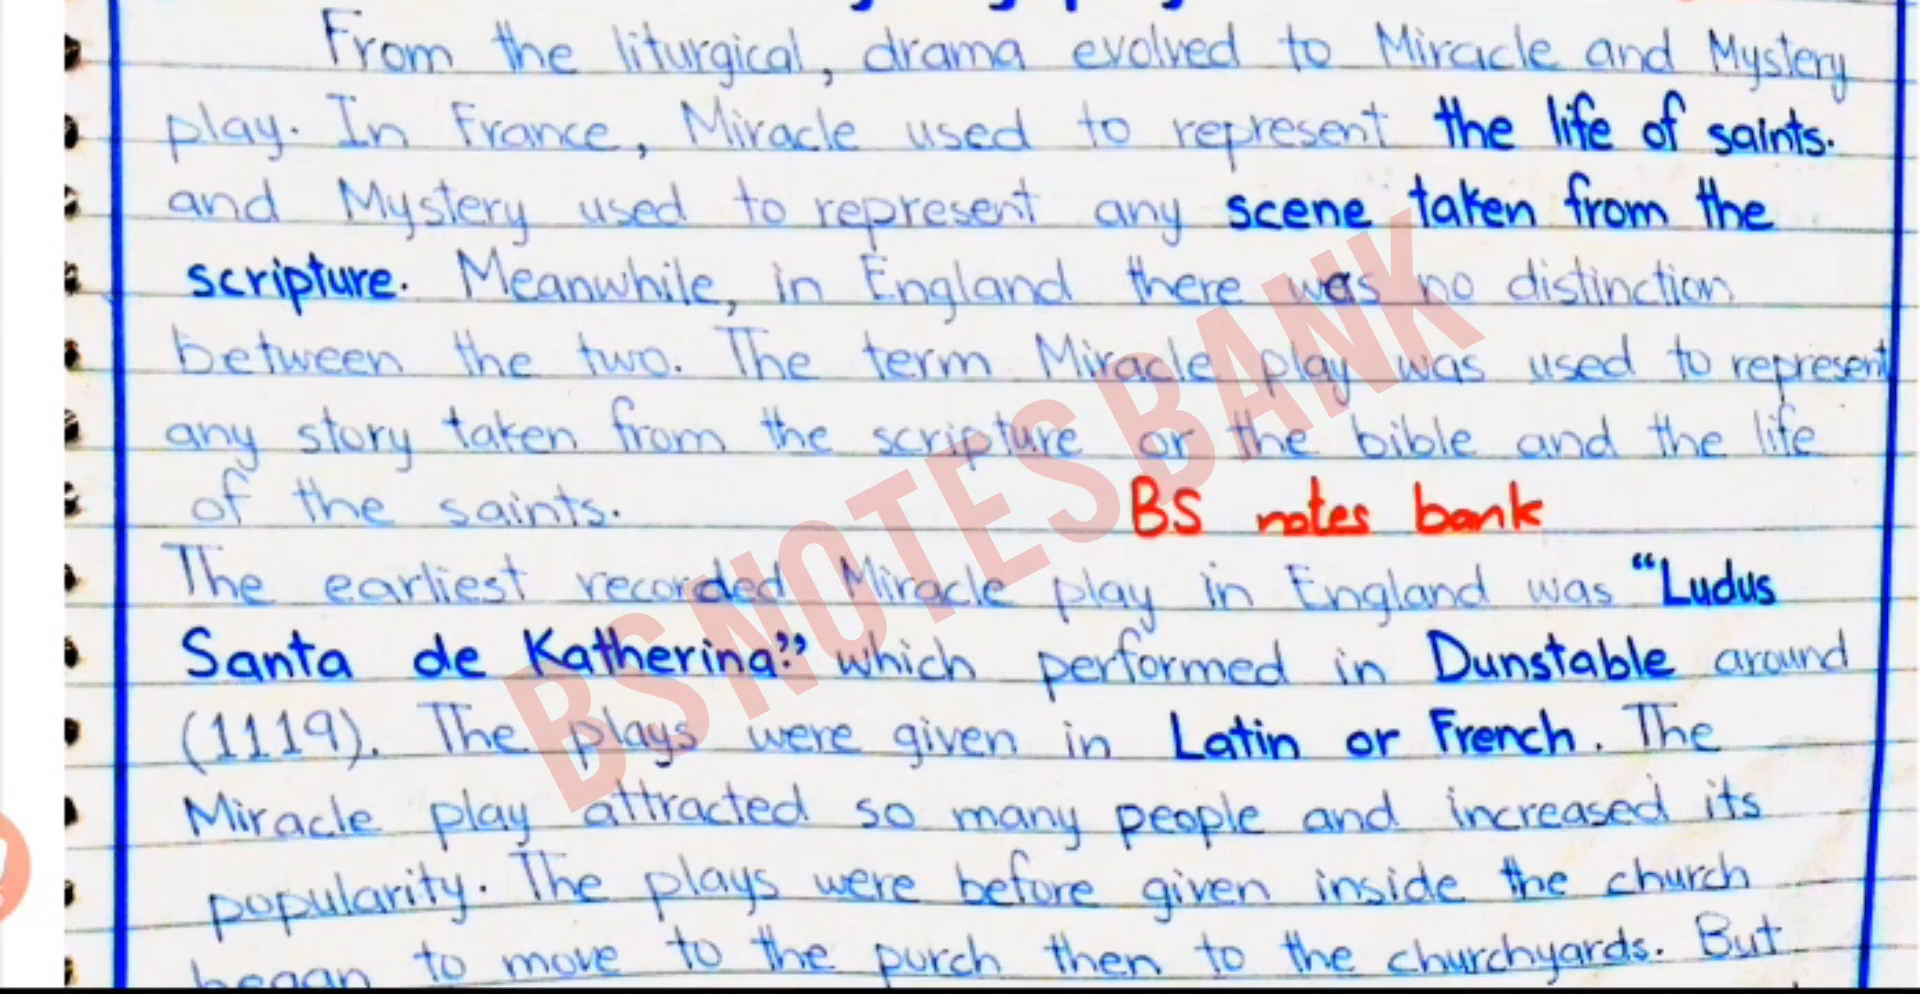 From the liturgical, drama evolved to Miracle and Mystery
play. In France, Miracle used to represent the life of saints.
and Mystery used to represent any scene taken from the
scripture. Meanwhile, in England there was no distinction
between the two. The term Miracle play was used to represent
any story taken from the scripture or the bible and the life
of the saints.
BS notes bank
The earliest recorded Miracle play in England was "Ludus
Santa de Katherina." which performed in Dunstable around
(1119). The plays were given in Latin or French. The
Miracle play attracted so many people and increased its
popularity. The plays were before given inside the church
began to move to the purch then to the churchyards. But
BSNOTESBANK